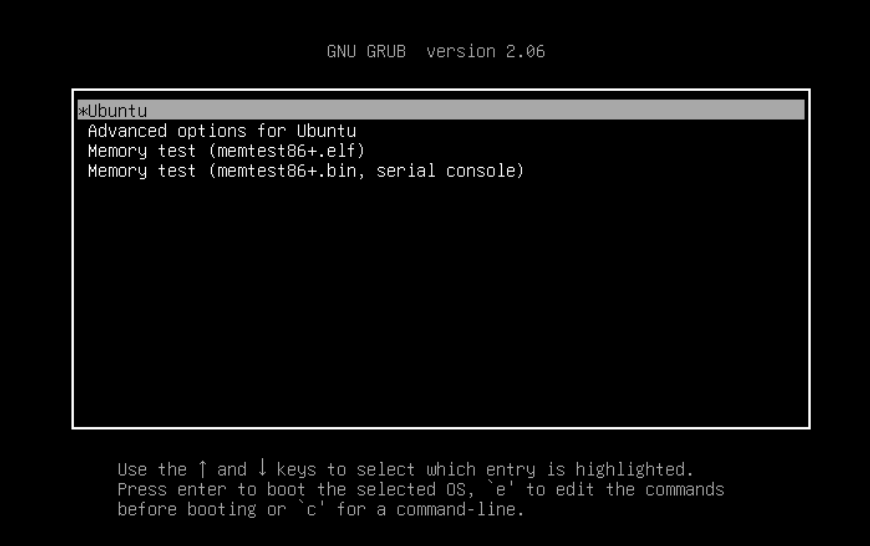 GNU GRUB  version 2.06
*Ubuntu
Advanced options for Ubuntu
Memory test (memtest86+.elf)
Memory test (memtest86+.bin, serial console)
Use the ↑ and ↓ keys to select which entry is highlighted.
Press enter to boot the selected OS, `e' to edit the commands
before booting or `c' for a command-line.